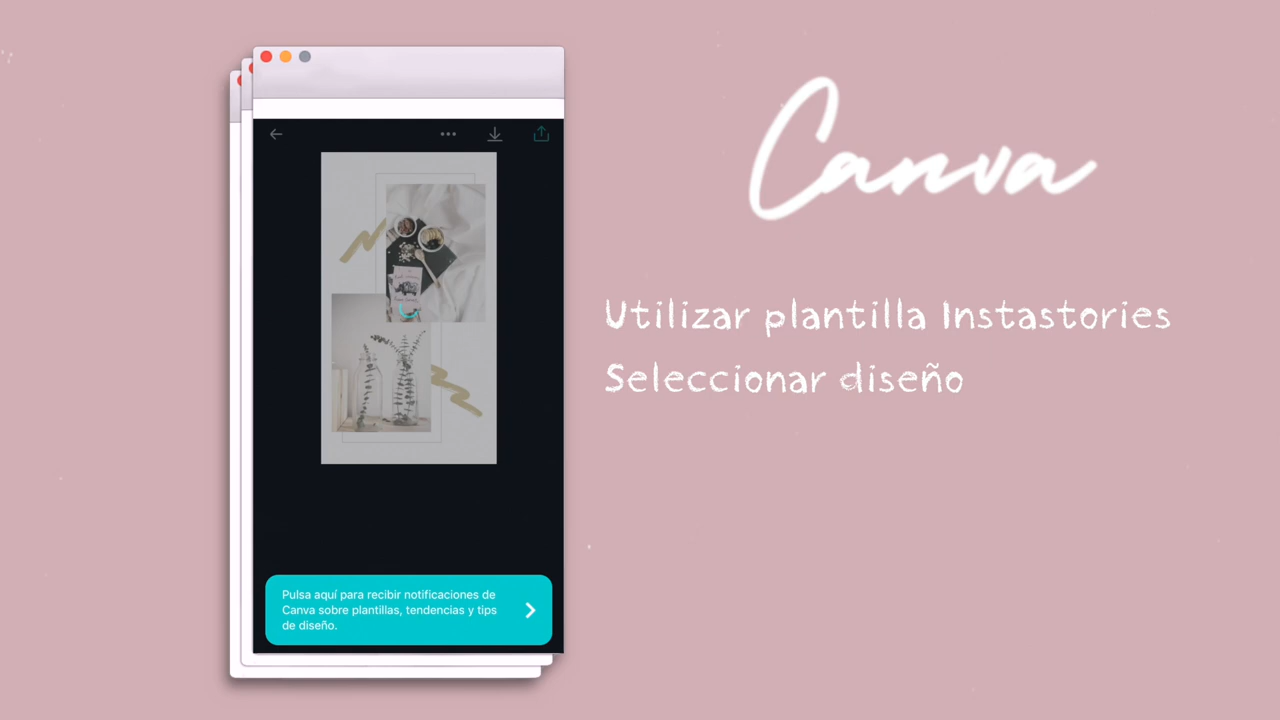 Canva
Utilizar plantilla Instastories
Seleccionar diseño
Pulsa aquí para recibir notificaciones de
Canva sobre plantillas, tendencias y tips
de diseño.